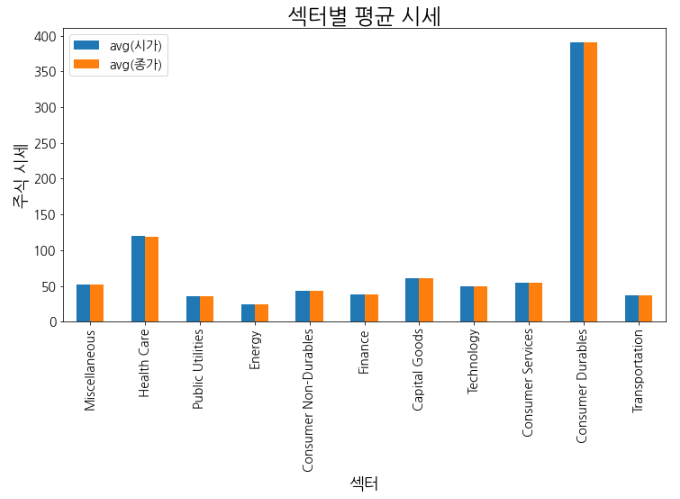 섹터별 평균 시세
avg(시가)
avg(종가)
주식 시세
400
350
300
250
200
150
100
50
0
Miscellaneous
Health Care
Public Utilities
Energy
Consumer Non-Durables
Finance
Capital Goods
Technology
Consumer Services
Consumer Durables
Transportation
섹터